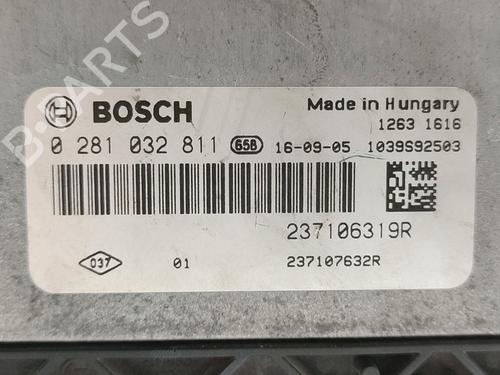 BOSCH
Made in Hungary
1263 1616
0 281 032 811 658 16-09-05 1039S92503
237106319R
037 01 237107632R
B-PARTS